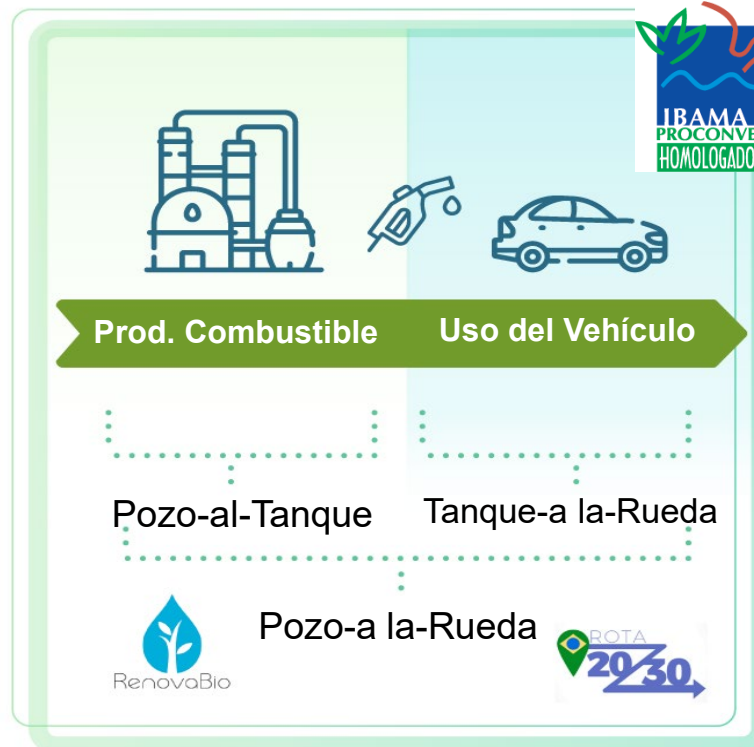 IBAMA
PROCONVE
HOMOLOGADO
Prod. Combustible
Uso del Vehículo
Pozo-al-Tanque
Tanque-a la-Rueda
Pozo-a la-Rueda
RenovaBio
ROTA
2030